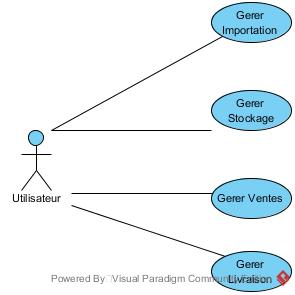 Gerer
Importation
Gerer
Stockage
Utilisateur
Gerer Ventes
Gerer
Livraison
Powered By Visual Paradigm Community Edition